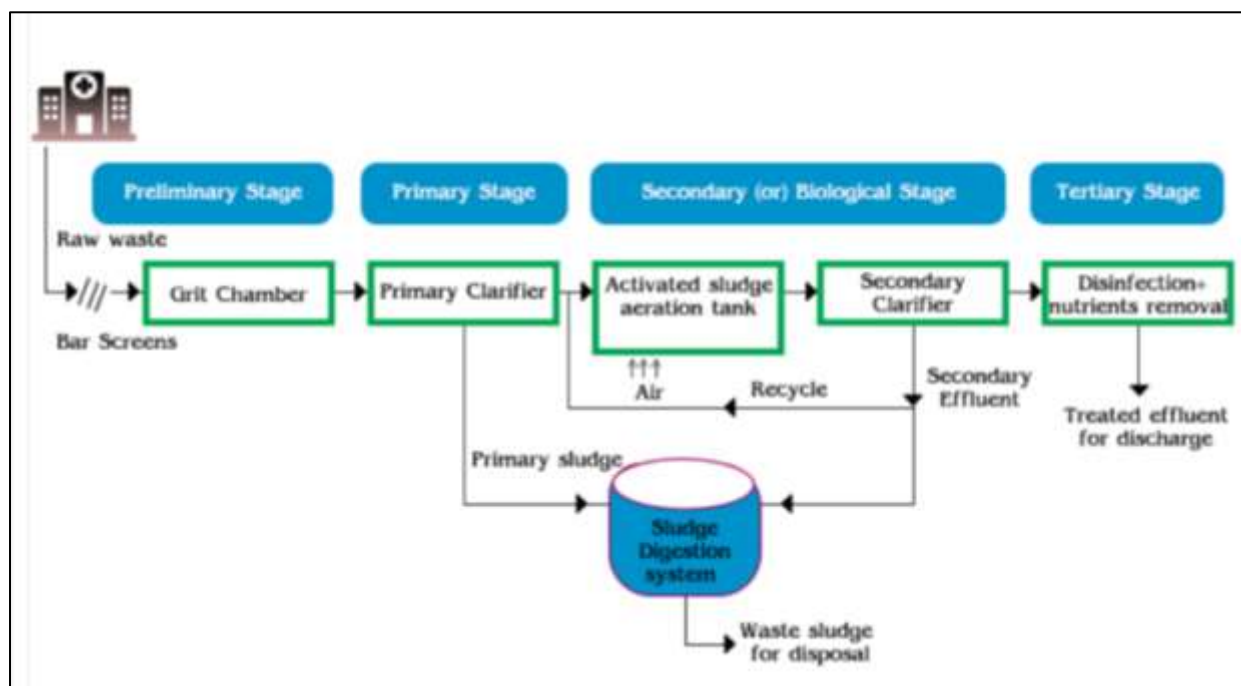 Preliminary Stage
Primary Stage
Secondary (or) Biological Stage
Tertiary Stage
Raw waste
Bar Screens
Grit Chamber
Primary Clarifier
Activated sludge
aeration tank
Secondary
Clarifier
Disinfection+
nutrients removal
Air
Recycle
Secondary
Effluent
Treated effluent
for discharge
Primary sludge
Sludge
Digestion
system
Waste sludge
for disposal